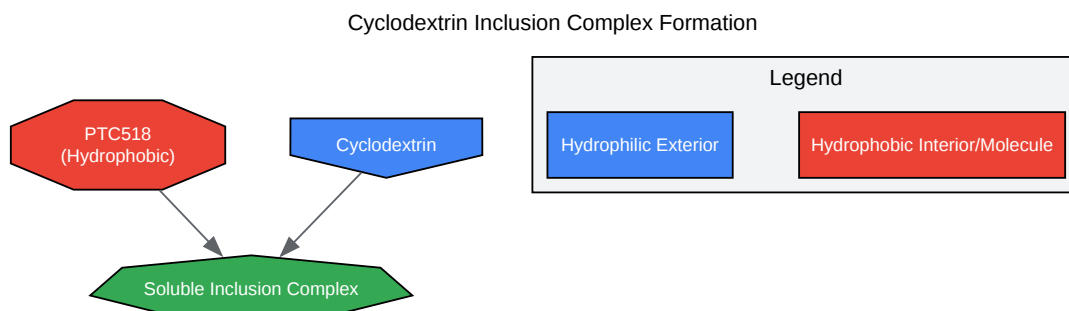 Cyclodextrin Inclusion Complex Formation
Legend
PTC518
(Hydrophobic)
Cyclodextrin
Hydrophilic Exterior
Hydrophobic Interior/Molecule
Soluble Inclusion Complex